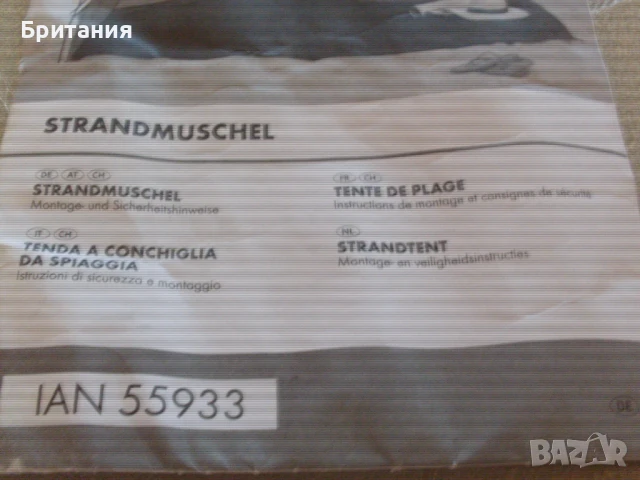 Британия
STRANDMUSCHEL
DE AT CH
STRANDMUSCHEL
Montage- und Sicherheitshinweise
FR CH
TENTE DE PLAGE
Instructions de montage et consignes de sécurité
IT CH
TENDA A CONCHIGLIA
DA SPIAGGIA
Istruzioni di sicurezza e montaggio
NL
STRANDTENT
Montage- en veiligheidsinstructies
IAN 55933
DE
BAZAR